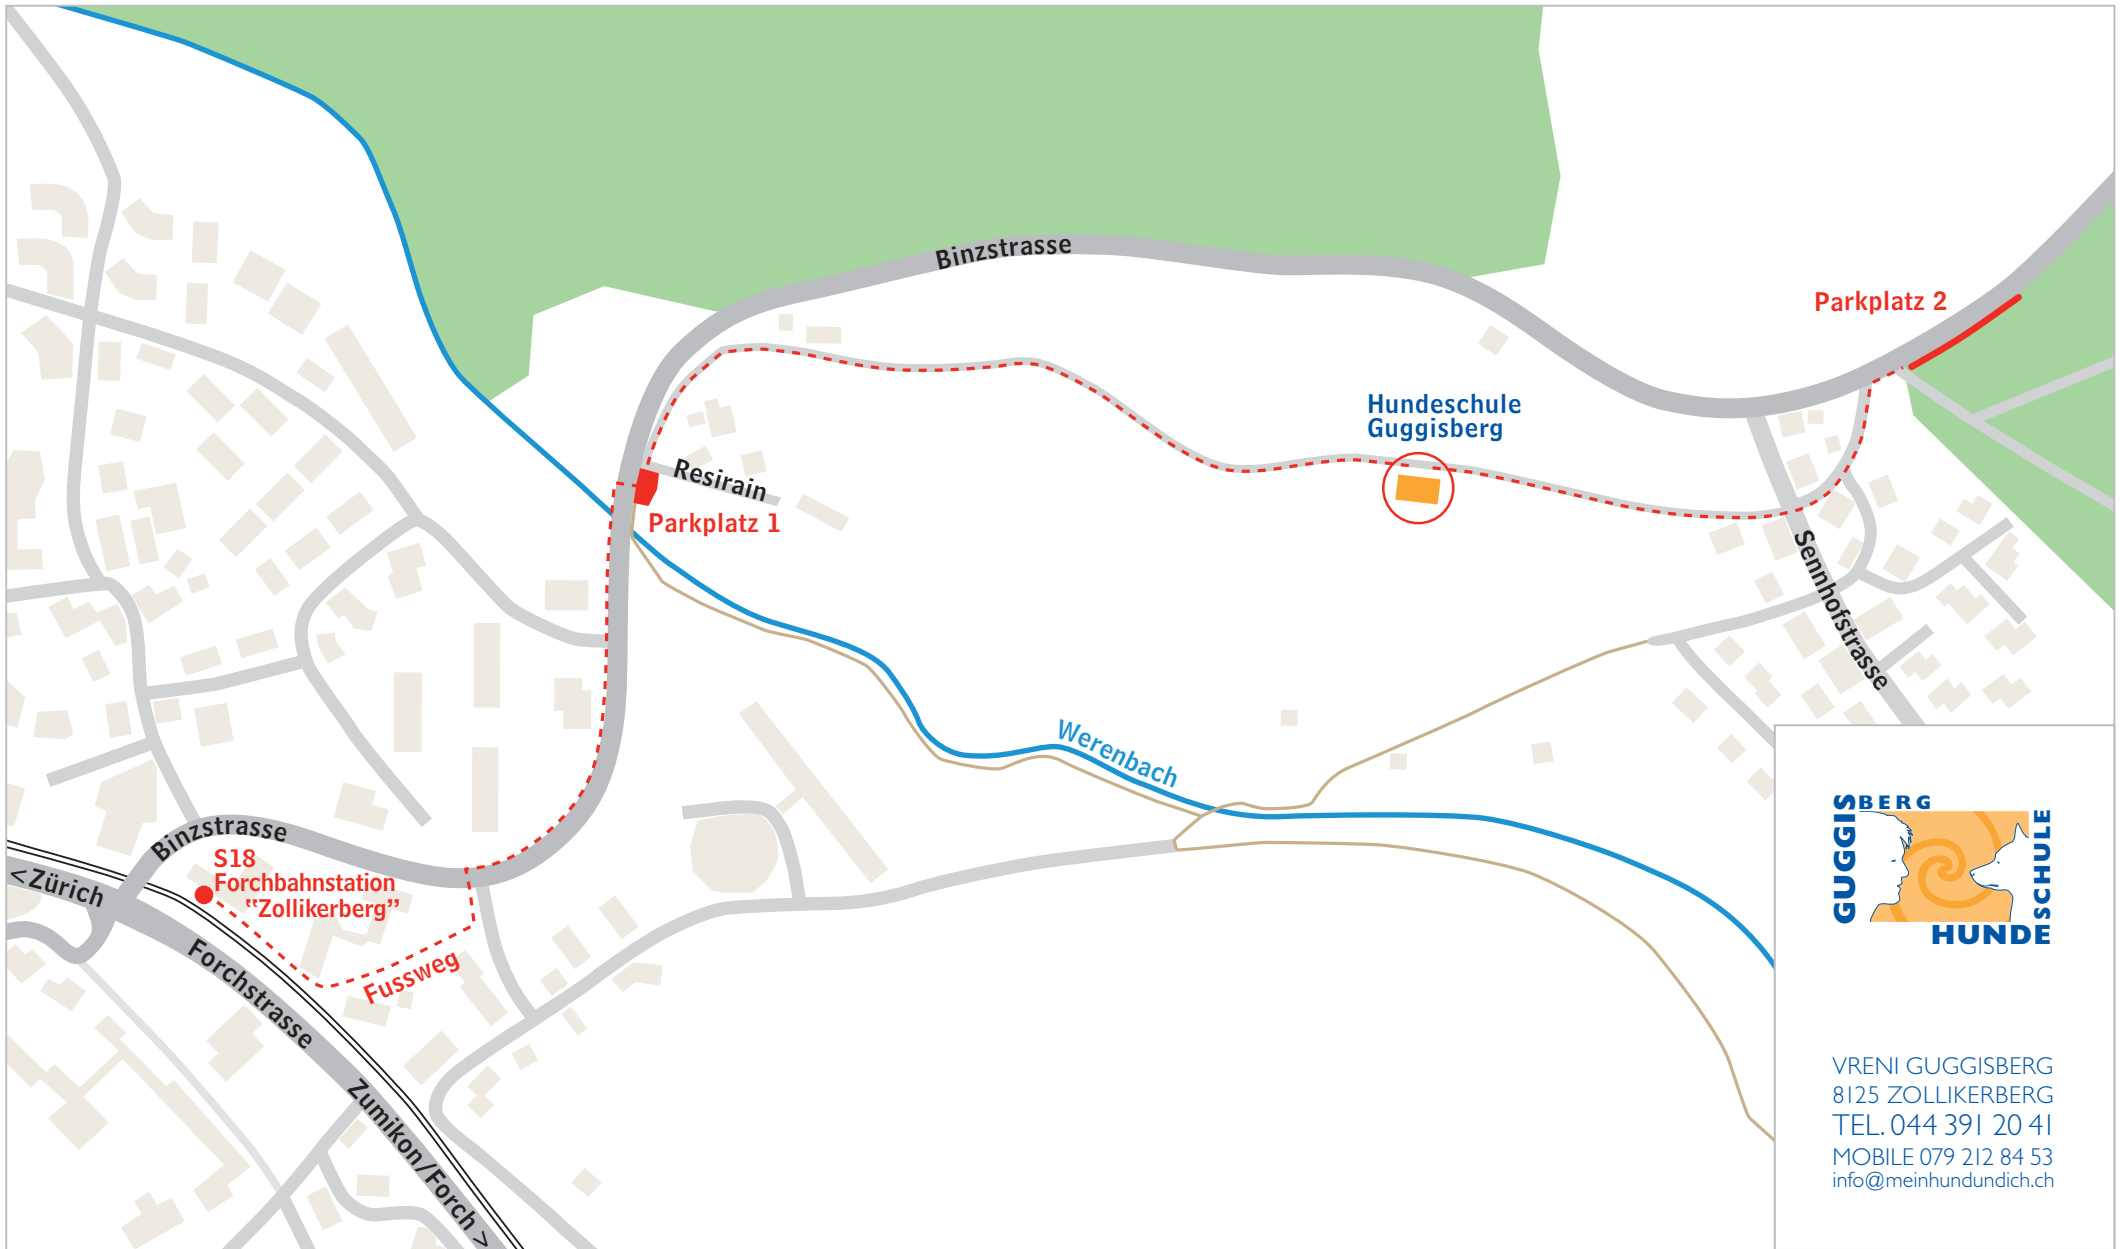 Binzstrasse
Parkplatz 2
Hundeschule
Guggisberg
Resirain
Parkplatz 1
Sennhofstrasse
Werenbach
Binzstrasse
S18
Forchbahnstation
"Zollikerberg"
< Zürich
Fussweg
Forchstrasse
Zumikon/Forch >
GUGGISBERG
HUNDESCHULE
VRENI GUGGISBERG
8125 ZOLLIKERBERG
TEL. 044 391 20 41
MOBILE 079 212 84 53
info@meinhundundich.ch